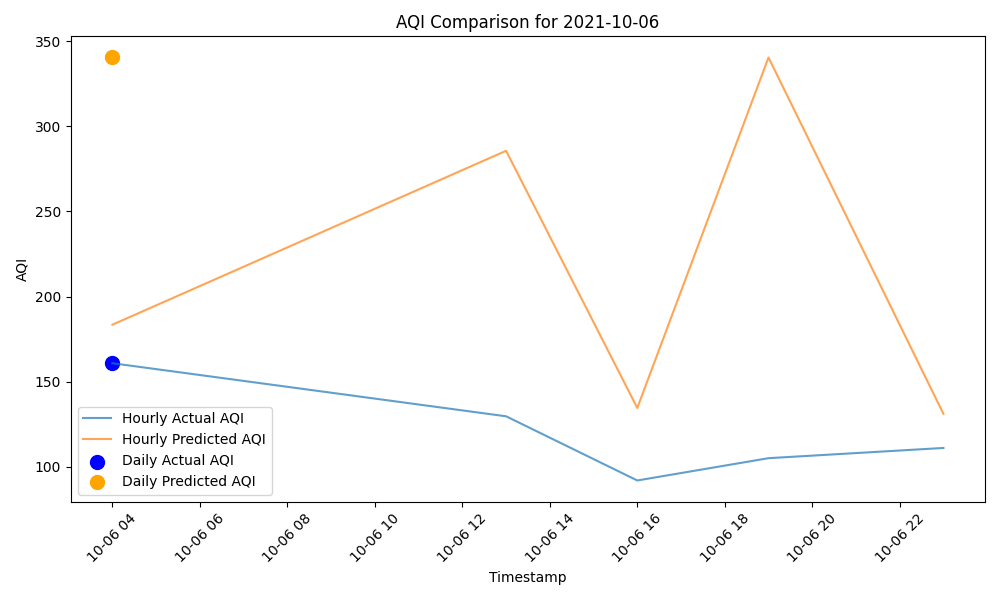 AQI Comparison for 2021-10-06
350
300
250
200
150
100
AQI
Hourly Actual AQI
Hourly Predicted AQI
Daily Actual AQI
Daily Predicted AQI
10-06 04
10-06 06
10-06 08
10-06 10
10-06 12
10-06 14
10-06 16
10-06 18
10-06 20
10-06 22
Timestamp